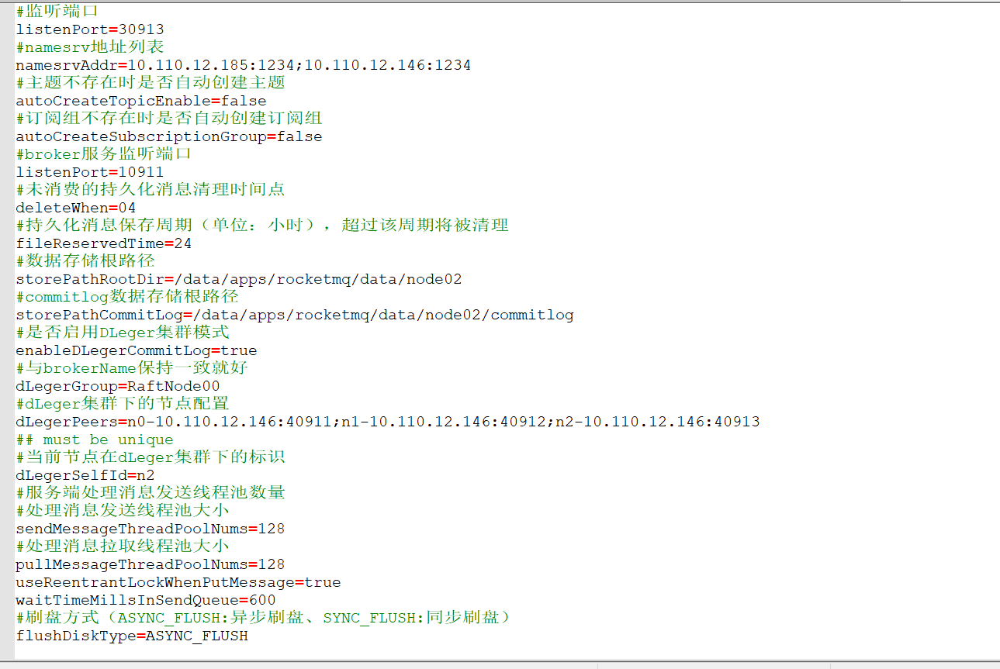 #监听端口
listenPort=30913
#namesrv地址列表
namesrvAddr=10.110.12.185:1234;10.110.12.146:1234
#主题不存在时是否自动创建主题
autoCreateTopicEnable=false
#订阅组不存在时是否自动创建订阅组
autoCreateSubscriptionGroup=false
#broker服务监听端口
listenPort=10911
#未消费的持久化消息清理时间点
deleteWhen=04
#持久化消息保存周期（单位：小时），超过该周期将被清理
fileReservedTime=24
#数据存储根路径
storePathRootDir=/data/apps/rocketmq/data/node02
#commitlog数据存储根路径
storePathCommitLog=/data/apps/rocketmq/data/node02/commitlog
#是否启用DLeger集群模式
enableDLegerCommitLog=true
#与brokerName保持一致就好
dLegerGroup=RaftNode00
#dLeger集群下的节点配置
dLegerPeers=n0-10.110.12.146:40911;n1-10.110.12.146:40912;n2-10.110.12.146:40913
## must be unique
#当前节点在dLeger集群下的标识
dLegerSelfId=n2
#服务端处理消息发送线程池数量
#处理消息发送线程池大小
sendMessageThreadPoolNums=128
#处理消息拉取线程池大小
pullMessageThreadPoolNums=128
useReentrantLockWhenPutMessage=true
waitTimeMillsInSendQueue=600
#刷盘方式（ASYNC_FLUSH:异步刷盘、SYNC_FLUSH:同步刷盘）
flushDiskType=ASYNC_FLUSH